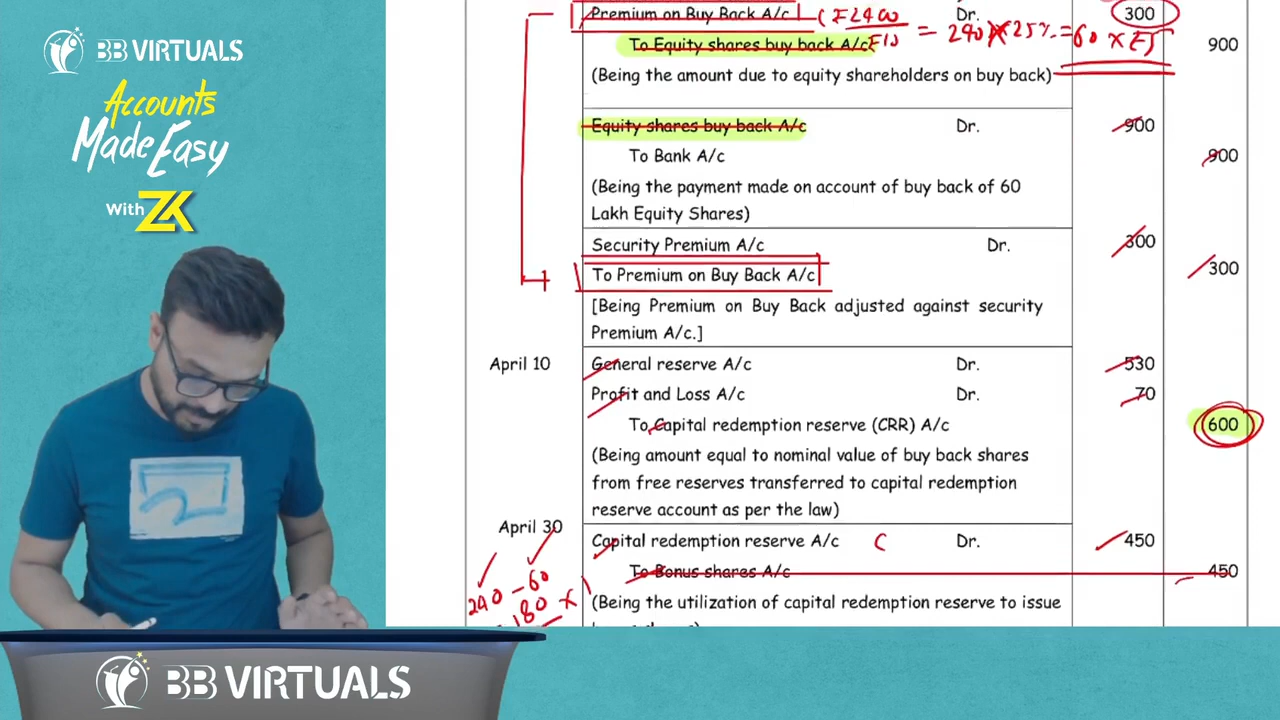 BB VIRTUALS
Accounts
Made Easy
With ZK
Premium on Buy Back A/c Dr. 300
(₹2400
₹10 = 240 x 25% = 60 x ₹5
To Equity shares buy back A/c 900
(Being the amount due to equity shareholders on buy back)
Equity shares buy back A/c Dr. 900
To Bank A/c 900
(Being the payment made on account of buy back of 60
Lakh Equity Shares)
Security Premium A/c Dr. 300
To Premium on Buy Back A/c 300
[Being Premium on Buy Back adjusted against security
Premium A/c.]
April 10 General reserve A/c Dr. 530
Profit and Loss A/c Dr. 70
To Capital redemption reserve (CRR) A/c 600
(Being amount equal to nominal value of buy back shares
from free reserves transferred to capital redemption
reserve account as per the law)
April 30 Capital redemption reserve A/c C Dr. 450
To Bonus shares A/c 450
240 - 60
180 x
(Being the utilization of capital redemption reserve to issue
BB VIRTUALS